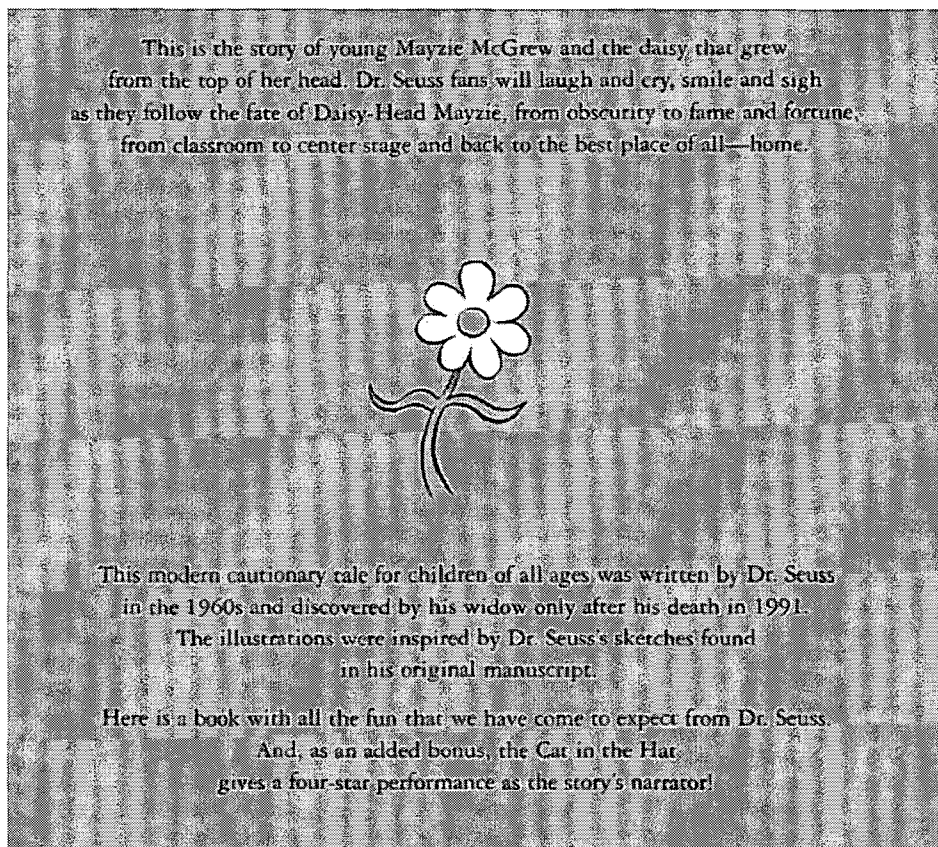 This is the story of young Mayzie McGrew and the daisy that grew
from the top of her head. Dr. Seuss fans will laugh and cry, smile and sigh
as they follow the fate of Daisy-Head Mayzie, from obscurity to fame and fortune,
from classroom to center stage and back to the best place of all—home.
This modern cautionary tale for children of all ages was written by Dr. Seuss
in the 1960s and discovered by his widow only after his death in 1991.
The illustrations were inspired by Dr. Seuss's sketches found
in his original manuscript.
Here is a book with all the fun that we have come to expect from Dr. Seuss.
And, as an added bonus, the Cat in the Hat
gives a four-star performance as the story's narrator!